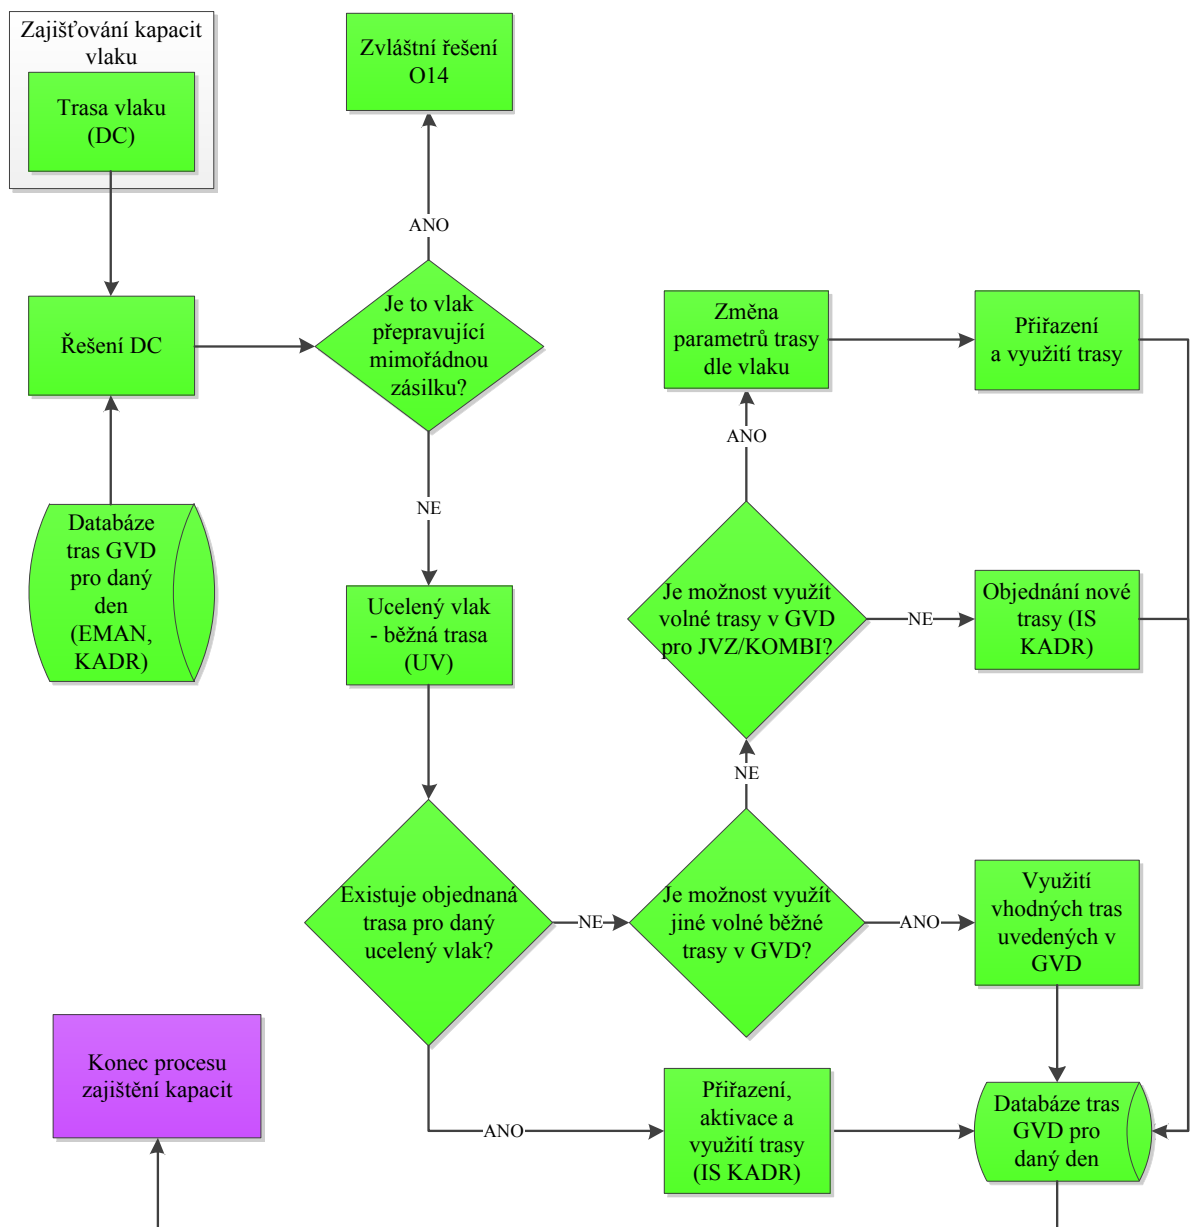 Zajišťování kapacit
vlaku
Trasa vlaku
(DC)
Zvláštní řešení
O14
ANO
Řešení DC
Je to vlak
přepravující
mimořádnou
zásilku?
NE
Databáze
tras GVD
pro daný
den
(EMAN,
KADR)
Ucelený vlak
- běžná trasa
(UV)
Existuje objednaná
trasa pro daný
ucelený vlak?
NE
ANO
Je možnost využít
jiné volné běžné
trasy v GVD?
NE
ANO
Je možnost využít
volné trasy v GVD
pro JVZ/KOMBI?
ANO
NE
Změna
parametrů trasy
dle vlaku
Přiřazení
a využití trasy
Objednání nové
trasy (IS
KADR)
Využití
vhodných tras
uvedených v
GVD
Přiřazení,
aktivace a
využití trasy
(IS KADR)
Databáze tras
GVD pro
daný den
Konec procesu
zajištění kapacit